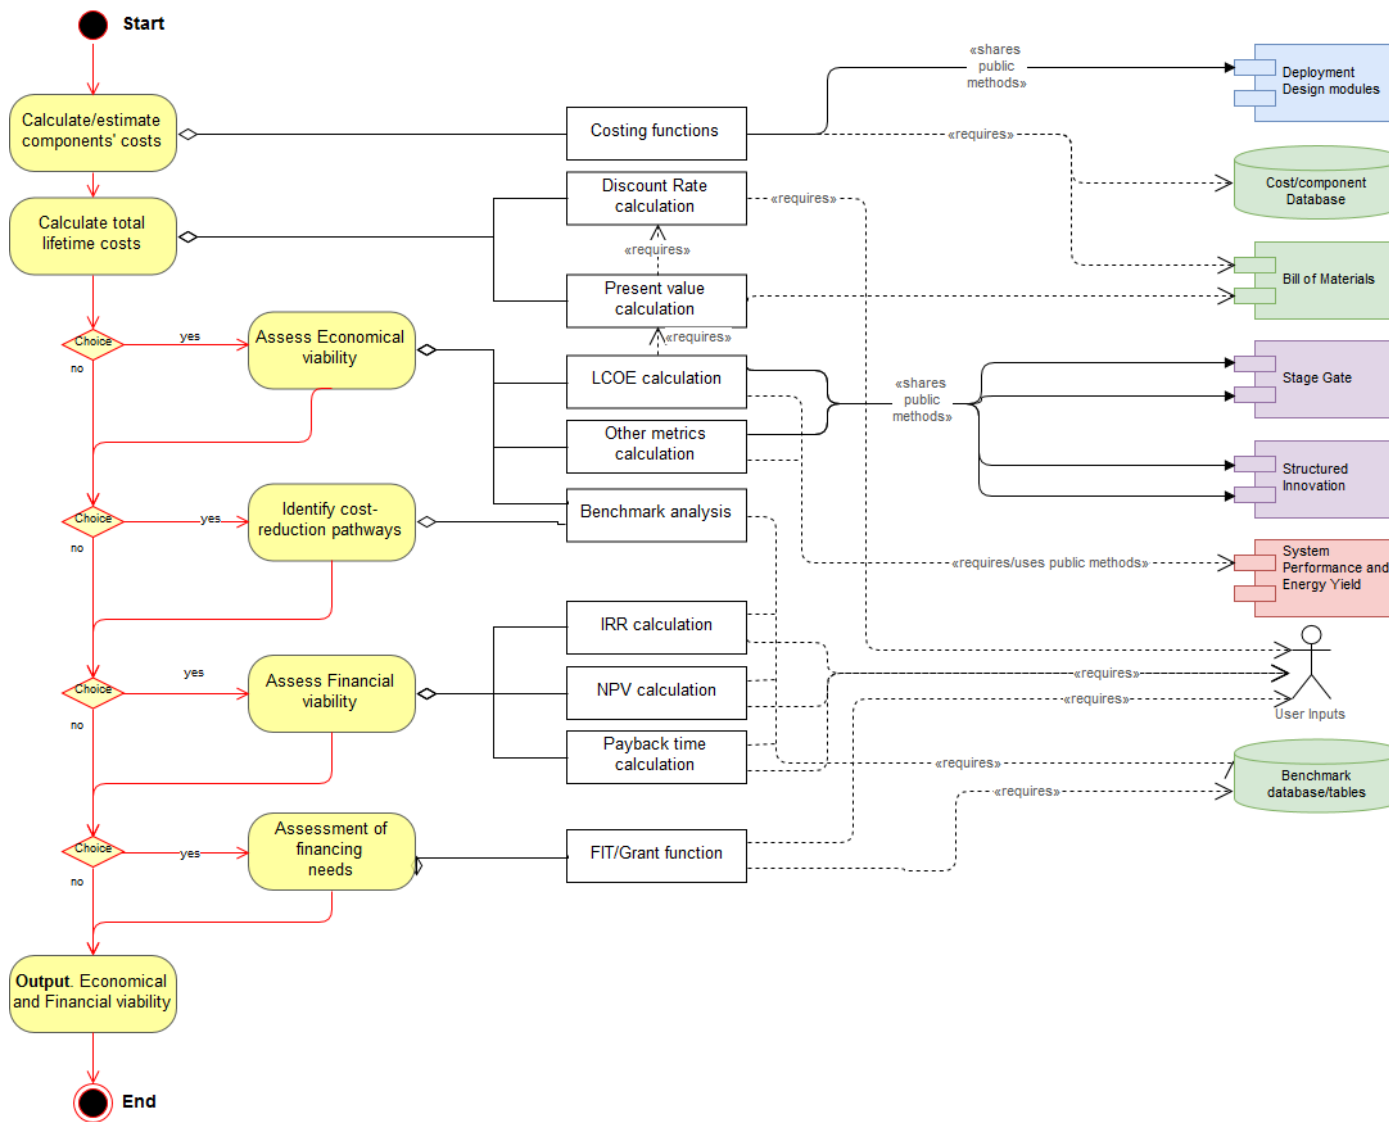 Start
Calculate/estimate
components' costs
Costing functions
«shares
public
methods»
Deployment
Design modules
«requires»
Cost/component
Database
Calculate total
lifetime costs
Discount Rate
calculation
«requires»
«requires»
Present value
calculation
Bill of Materials
«requires»
Choice
yes
no
Assess Economical
viability
LCOE calculation
«shares
public
methods»
Stage Gate
Other metrics
calculation
Structured
Innovation
Choice
yes
no
Identify cost-
reduction pathways
Benchmark analysis
«requires/uses public methods»
System
Performance and
Energy Yield
IRR calculation
Choice
yes
no
Assess Financial
viability
NPV calculation
«requires»
«requires»
User Inputs
Payback time
calculation
«requires»
«requires»
Benchmark
database/tables
Choice
yes
no
Assessment of
financing
needs
FIT/Grant function
Output. Economical
and Financial viability
End